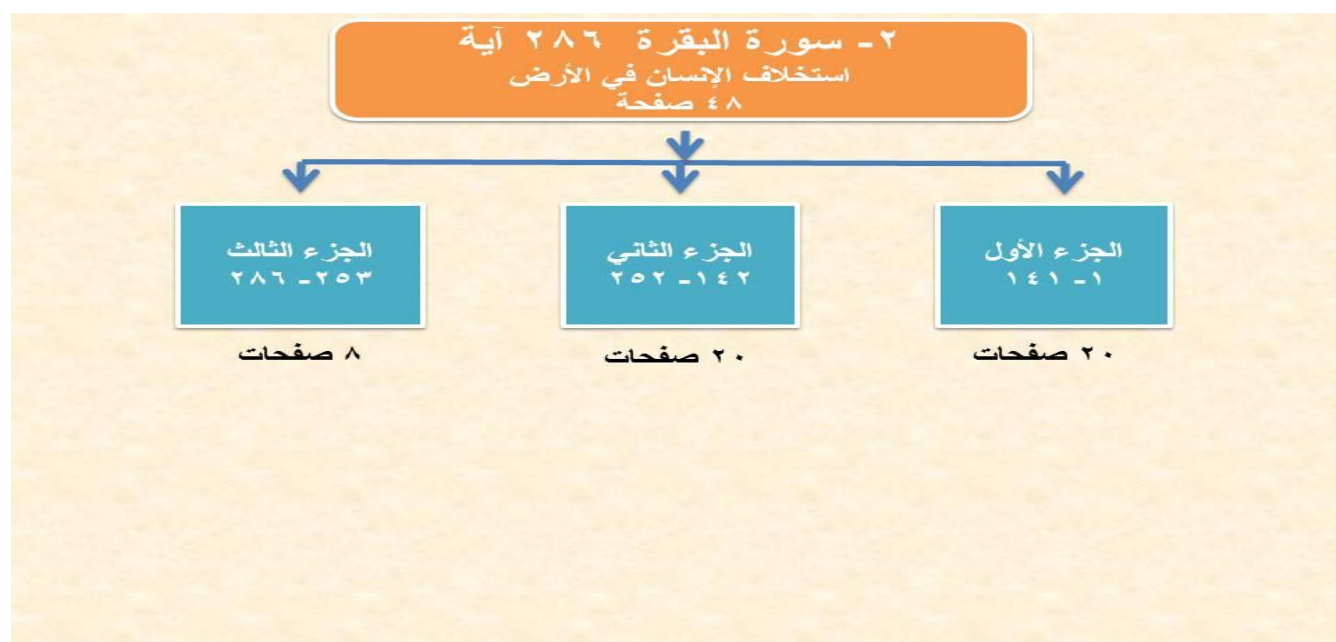 ٢- سورة البقرة ٢٨٦ آية
استخلاف الإنسان في الأرض
٤٨ صفحة
الجزء الأول
١- ١٤١
٢٠ صفحات
الجزء الثاني
١٤٢- ٢٥٢
٢٠ صفحات
الجزء الثالث
٢٥٣- ٢٨٦
٨ صفحات